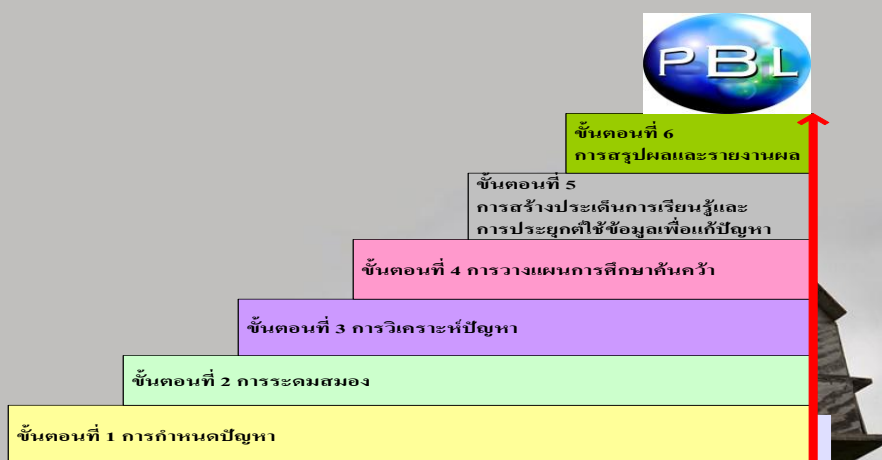 PBL
ขั้นตอนที่ 6
การสรุปผลและรายงานผล
ขั้นตอนที่ 5
การสร้างประเด็นการเรียนรู้และ
การประยุกต์ใช้ข้อมูลเพื่อแก้ปัญหา
ขั้นตอนที่ 4 การวางแผนการศึกษาค้นคว้า
ขั้นตอนที่ 3 การวิเคราะห์ปัญหา
ขั้นตอนที่ 2 การระดมสมอง
ขั้นตอนที่ 1 การกำหนดปัญหา